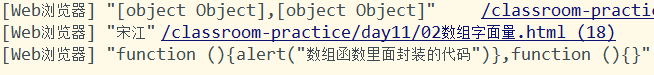 [Web浏览器] "[object Object],[object Object]" /classroom-practic
[Web浏览器] "宋江" /classroom-practice/day11/02数组字面量.html (18)
[Web浏览器] "function (){alert("数组函数里面封装的代码")},function (){}"